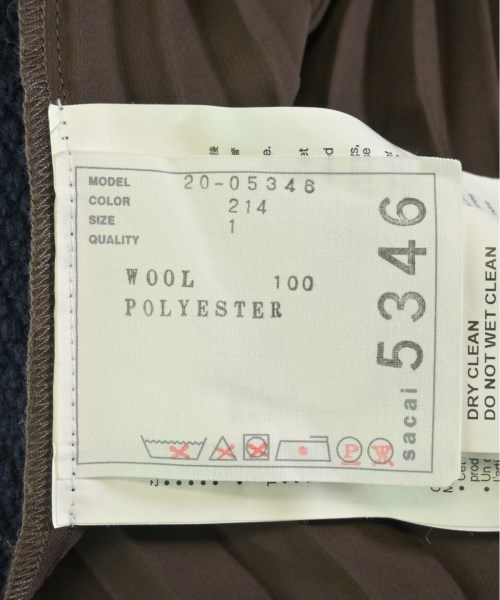 MODEL 20-05346
COLOR 214
SIZE 1
QUALITY
WOOL 100
POLYESTER
sacai 5346
P W
DRY CLEAN
DO NOT WET CLEAN